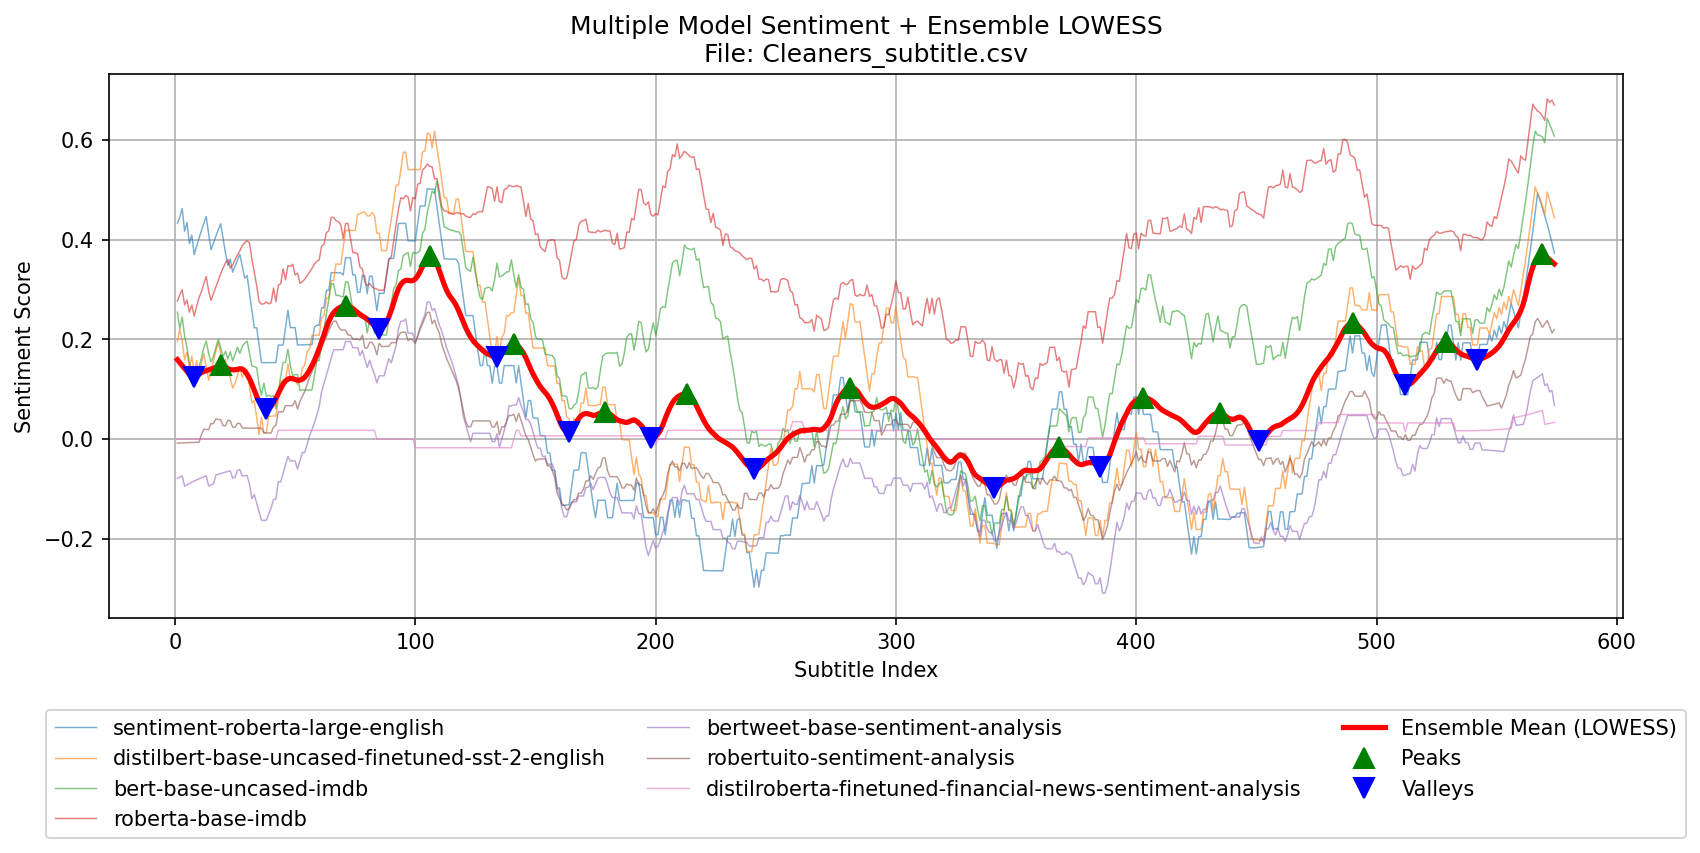 Multiple Model Sentiment + Ensemble LOWESS
File: Cleaners_subtitle.csv
Sentiment Score
0.6
0.4
0.2
0.0
−0.2
0
100
200
300
400
500
600
Subtitle Index
sentiment-roberta-large-english
distilbert-base-uncased-finetuned-sst-2-english
bert-base-uncased-imdb
roberta-base-imdb
bertweet-base-sentiment-analysis
robertuito-sentiment-analysis
distilroberta-finetuned-financial-news-sentiment-analysis
Ensemble Mean (LOWESS)
Peaks
Valleys